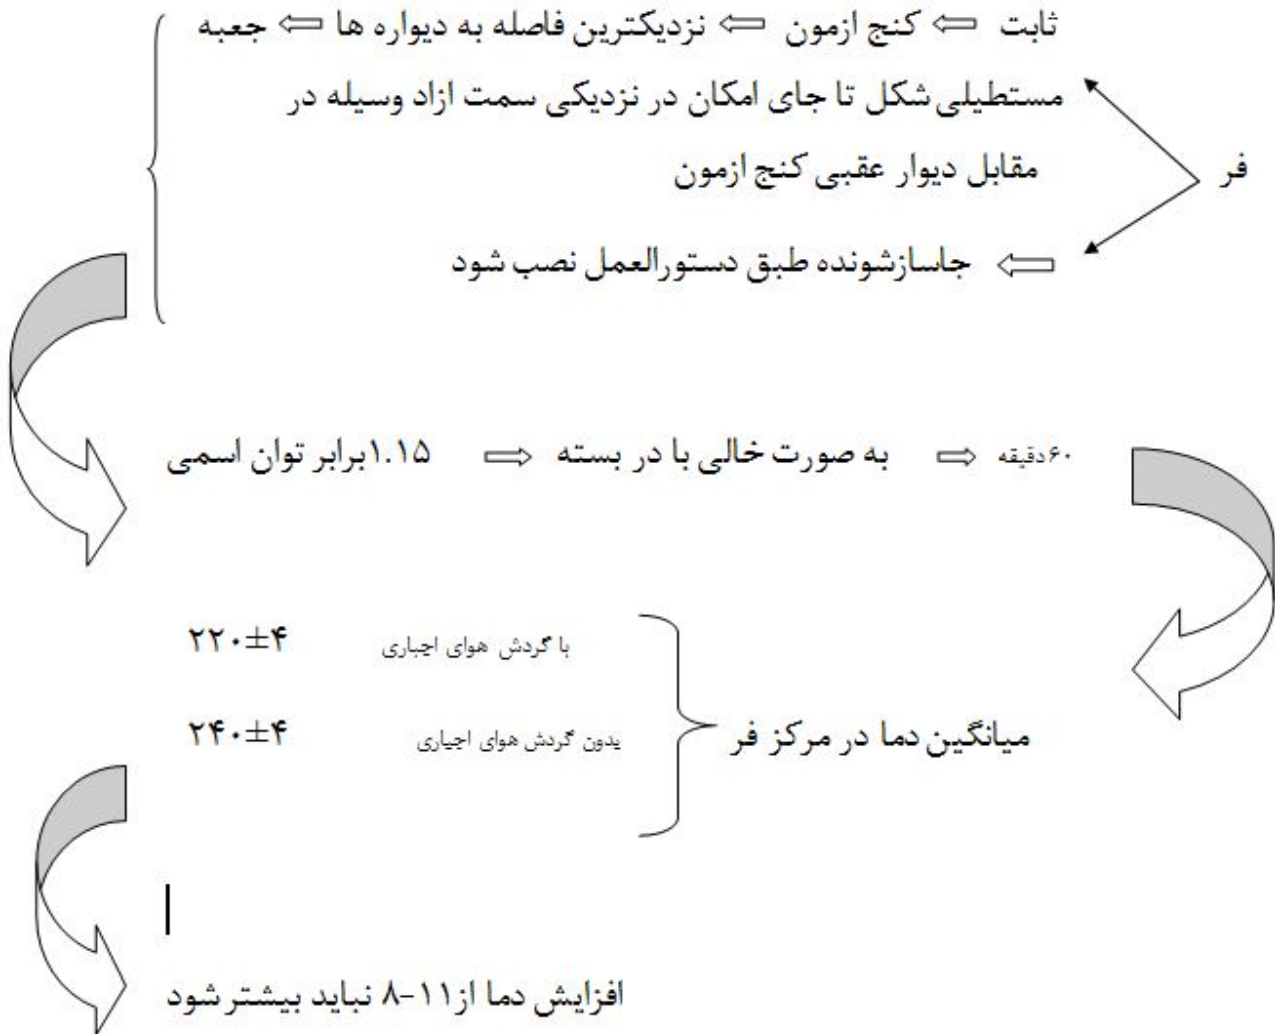 ثابت ⇦ کنج ازمون ⇦ نزدیکترین فاصله به دیواره ها ⇦ جعبه
مستطیلی شکل تا جای امکان در نزدیکی سمت ازاد وسیله در
مقابل دیوار عقبی کنج ازمون
فر
⇦ جاسازشونده طبق دستورالعمل نصب شود
۶۰دقیقه ⇨ به صورت خالی با در بسته ⇨ ۱.۱۵برابر توان اسمی
با گردش هوای اجباری ۲۲۰±۴
میانگین دما در مرکز فر
بدون گردش هوای اجباری ۲۴۰±۴
افزایش دما از۱۱-۸ نباید بیشتر شود